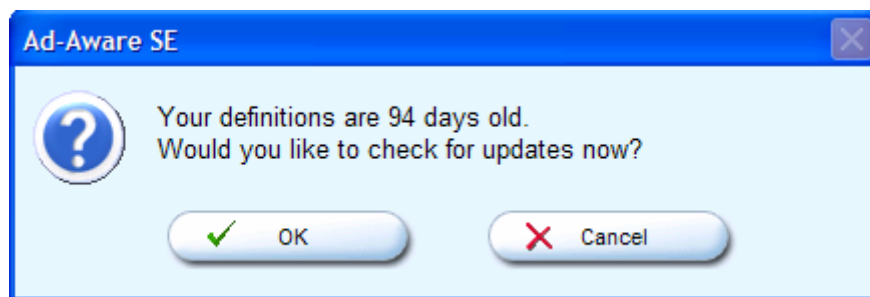 Ad-Aware SE
Your definitions are 94 days old.
Would you like to check for updates now?
OK
Cancel